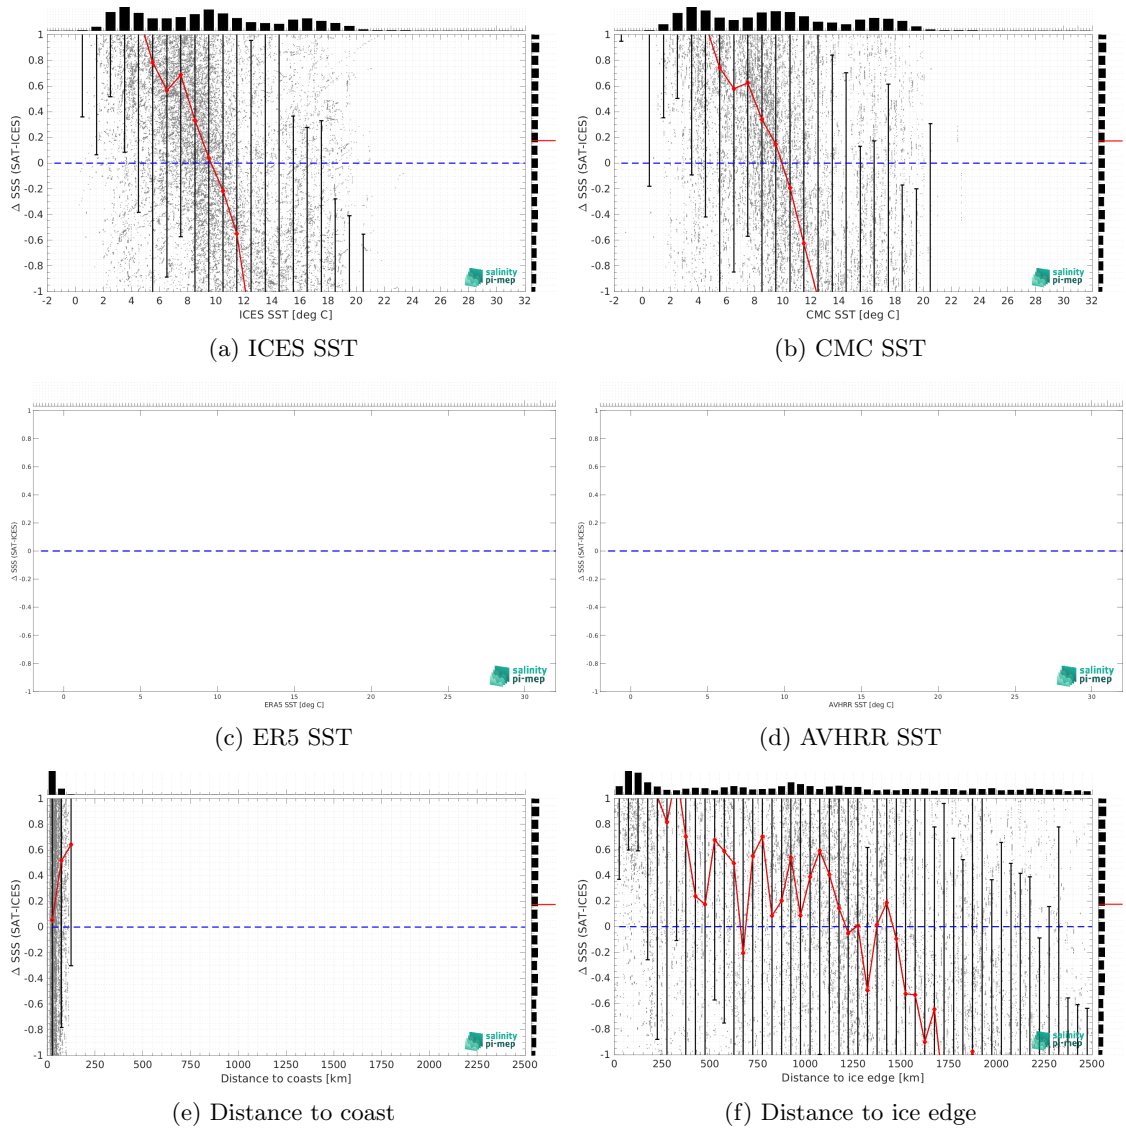 1
0.8
0.6
0.4
0.2
0
-0.2
-0.4
-0.6
-0.8
-1
Δ SSS (SAT-ICES)
-2 0 2 4 6 8 10 12 14 16 18 20 22 24 26 28 30 32
ICES SST [deg C]
salinity
pi-mep
(a) ICES SST
1
0.8
0.6
0.4
0.2
0
-0.2
-0.4
-0.6
-0.8
-1
Δ SSS (SAT-ICES)
-2 0 2 4 6 8 10 12 14 16 18 20 22 24 26 28 30 32
CMC SST [deg C]
salinity
pi-mep
(b) CMC SST
1
0.8
0.6
0.4
0.2
0
-0.2
-0.4
-0.6
-0.8
-1
Δ SSS (SAT-ICES)
0 5 10 15 20 25 30
ERA5 SST [deg C]
salinity
pi-mep
(c) ER5 SST
1
0.8
0.6
0.4
0.2
0
-0.2
-0.4
-0.6
-0.8
-1
Δ SSS (SAT-ICES)
0 5 10 15 20 25 30
AVHRR SST [deg C]
salinity
pi-mep
(d) AVHRR SST
1
0.8
0.6
0.4
0.2
0
-0.2
-0.4
-0.6
-0.8
-1
Δ SSS (SAT-ICES)
0 250 500 750 1000 1250 1500 1750 2000 2250 2500
Distance to coasts [km]
salinity
pi-mep
(e) Distance to coast
1
0.8
0.6
0.4
0.2
0
-0.2
-0.4
-0.6
-0.8
-1
Δ SSS (SAT-ICES)
0 250 500 750 1000 1250 1500 1750 2000 2250 2500
Distance to ice edge [km]
salinity
pi-mep
(f) Distance to ice edge